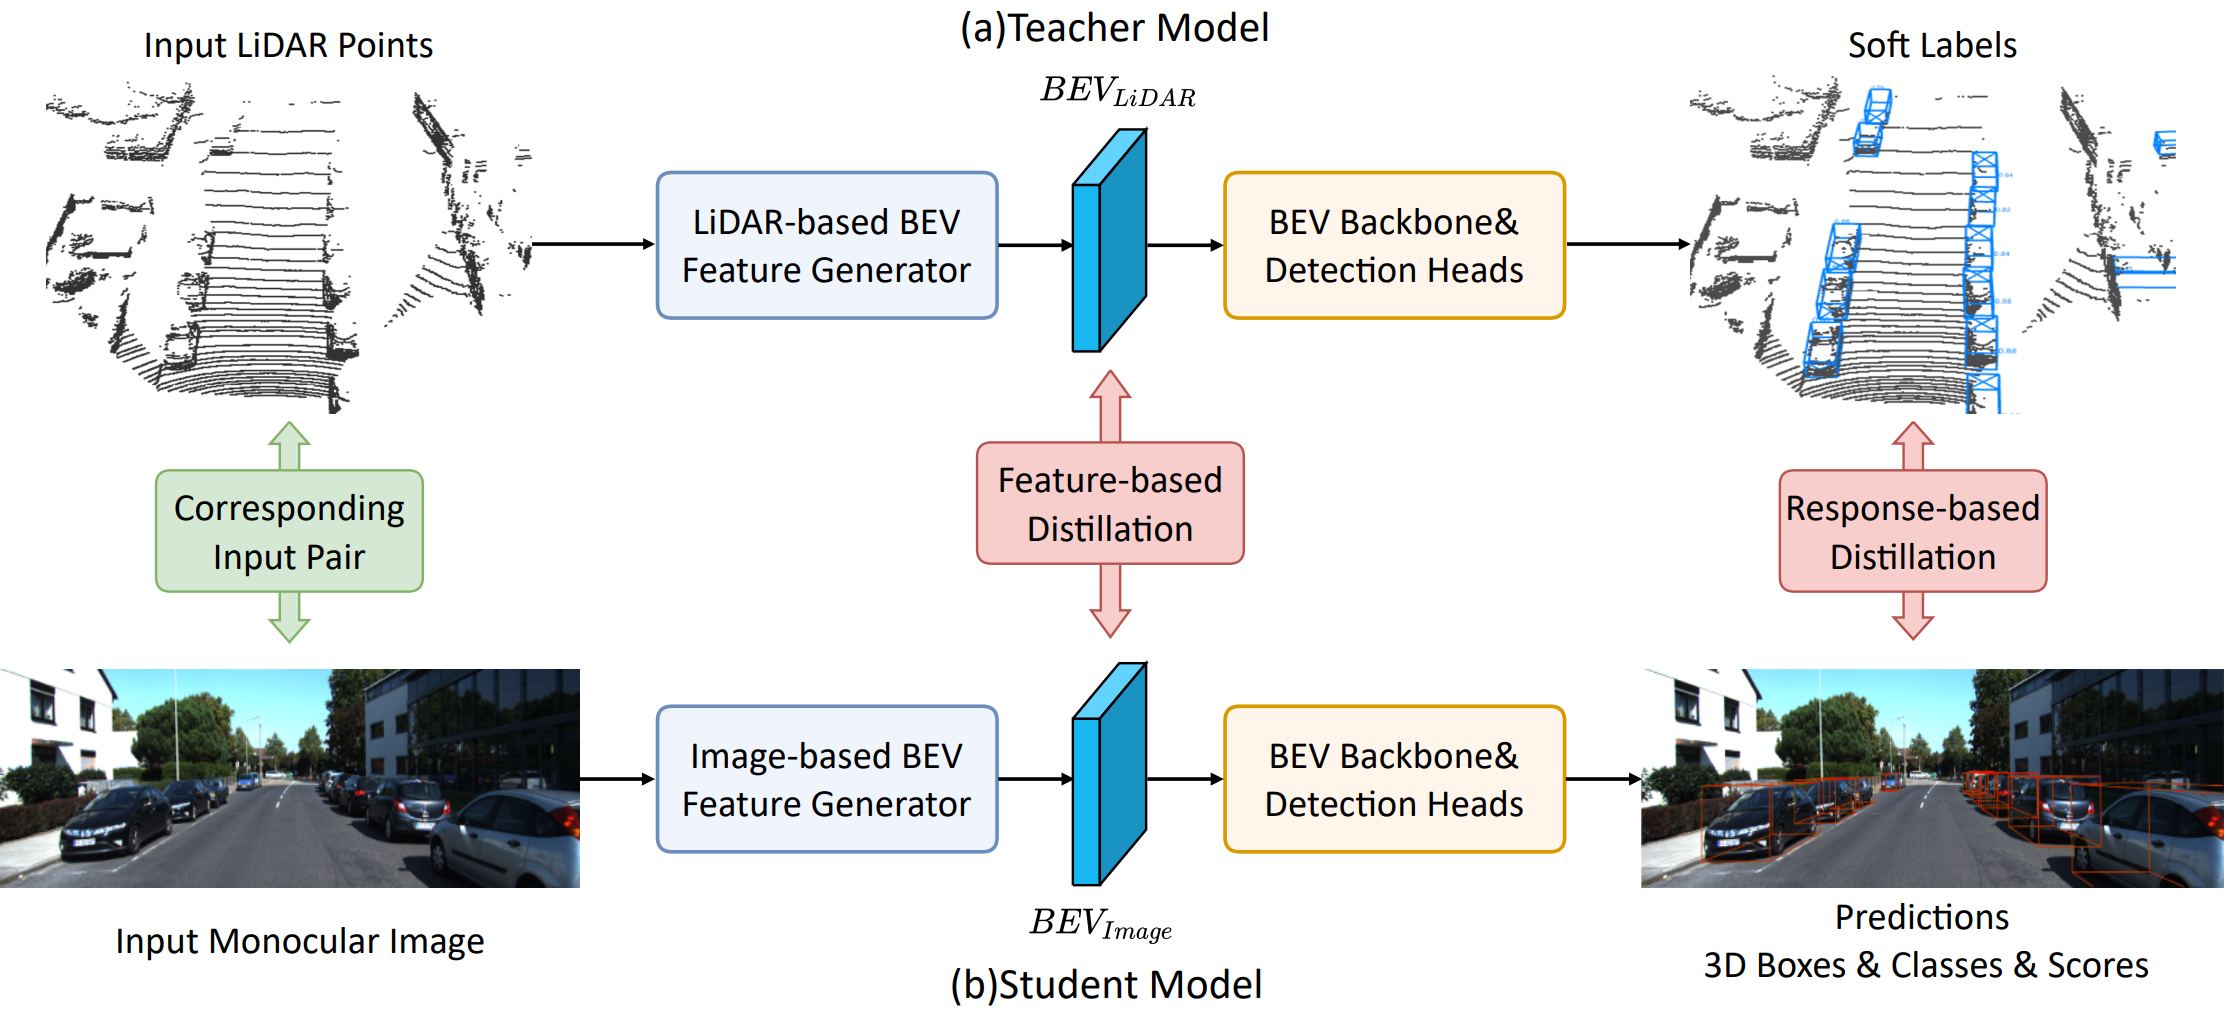 (a)Teacher Model
Input LiDAR Points
Soft Labels
BEV_{LiDAR}
LiDAR-based BEV
Feature Generator
BEV Backbone&
Detection Heads
Corresponding
Input Pair
Feature-based
Distillation
Response-based
Distillation
Image-based BEV
Feature Generator
BEV Backbone&
Detection Heads
BEV_{Image}
Input Monocular Image
Predictions
3D Boxes & Classes & Scores
(b)Student Model